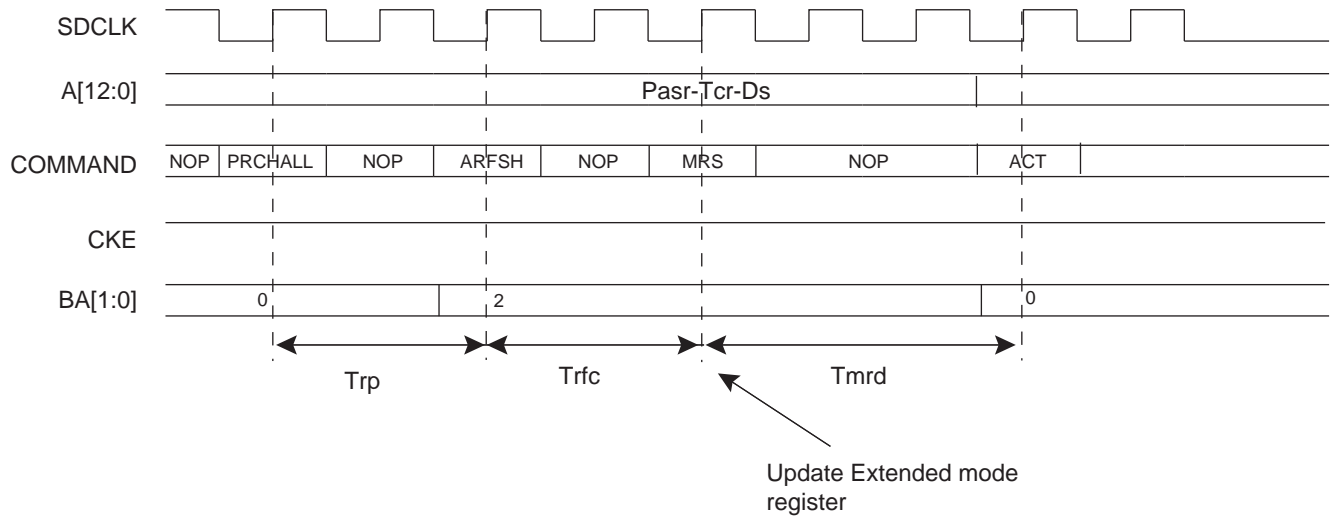 SDCLK
A[12:0]
Pasr-Tcr-Ds
COMMAND
NOP PRCHALL NOP ARFSH NOP MRS NOP ACT
CKE
BA[1:0]
0 2 0
Trp Trfc Tmrd
Update Extended mode
register